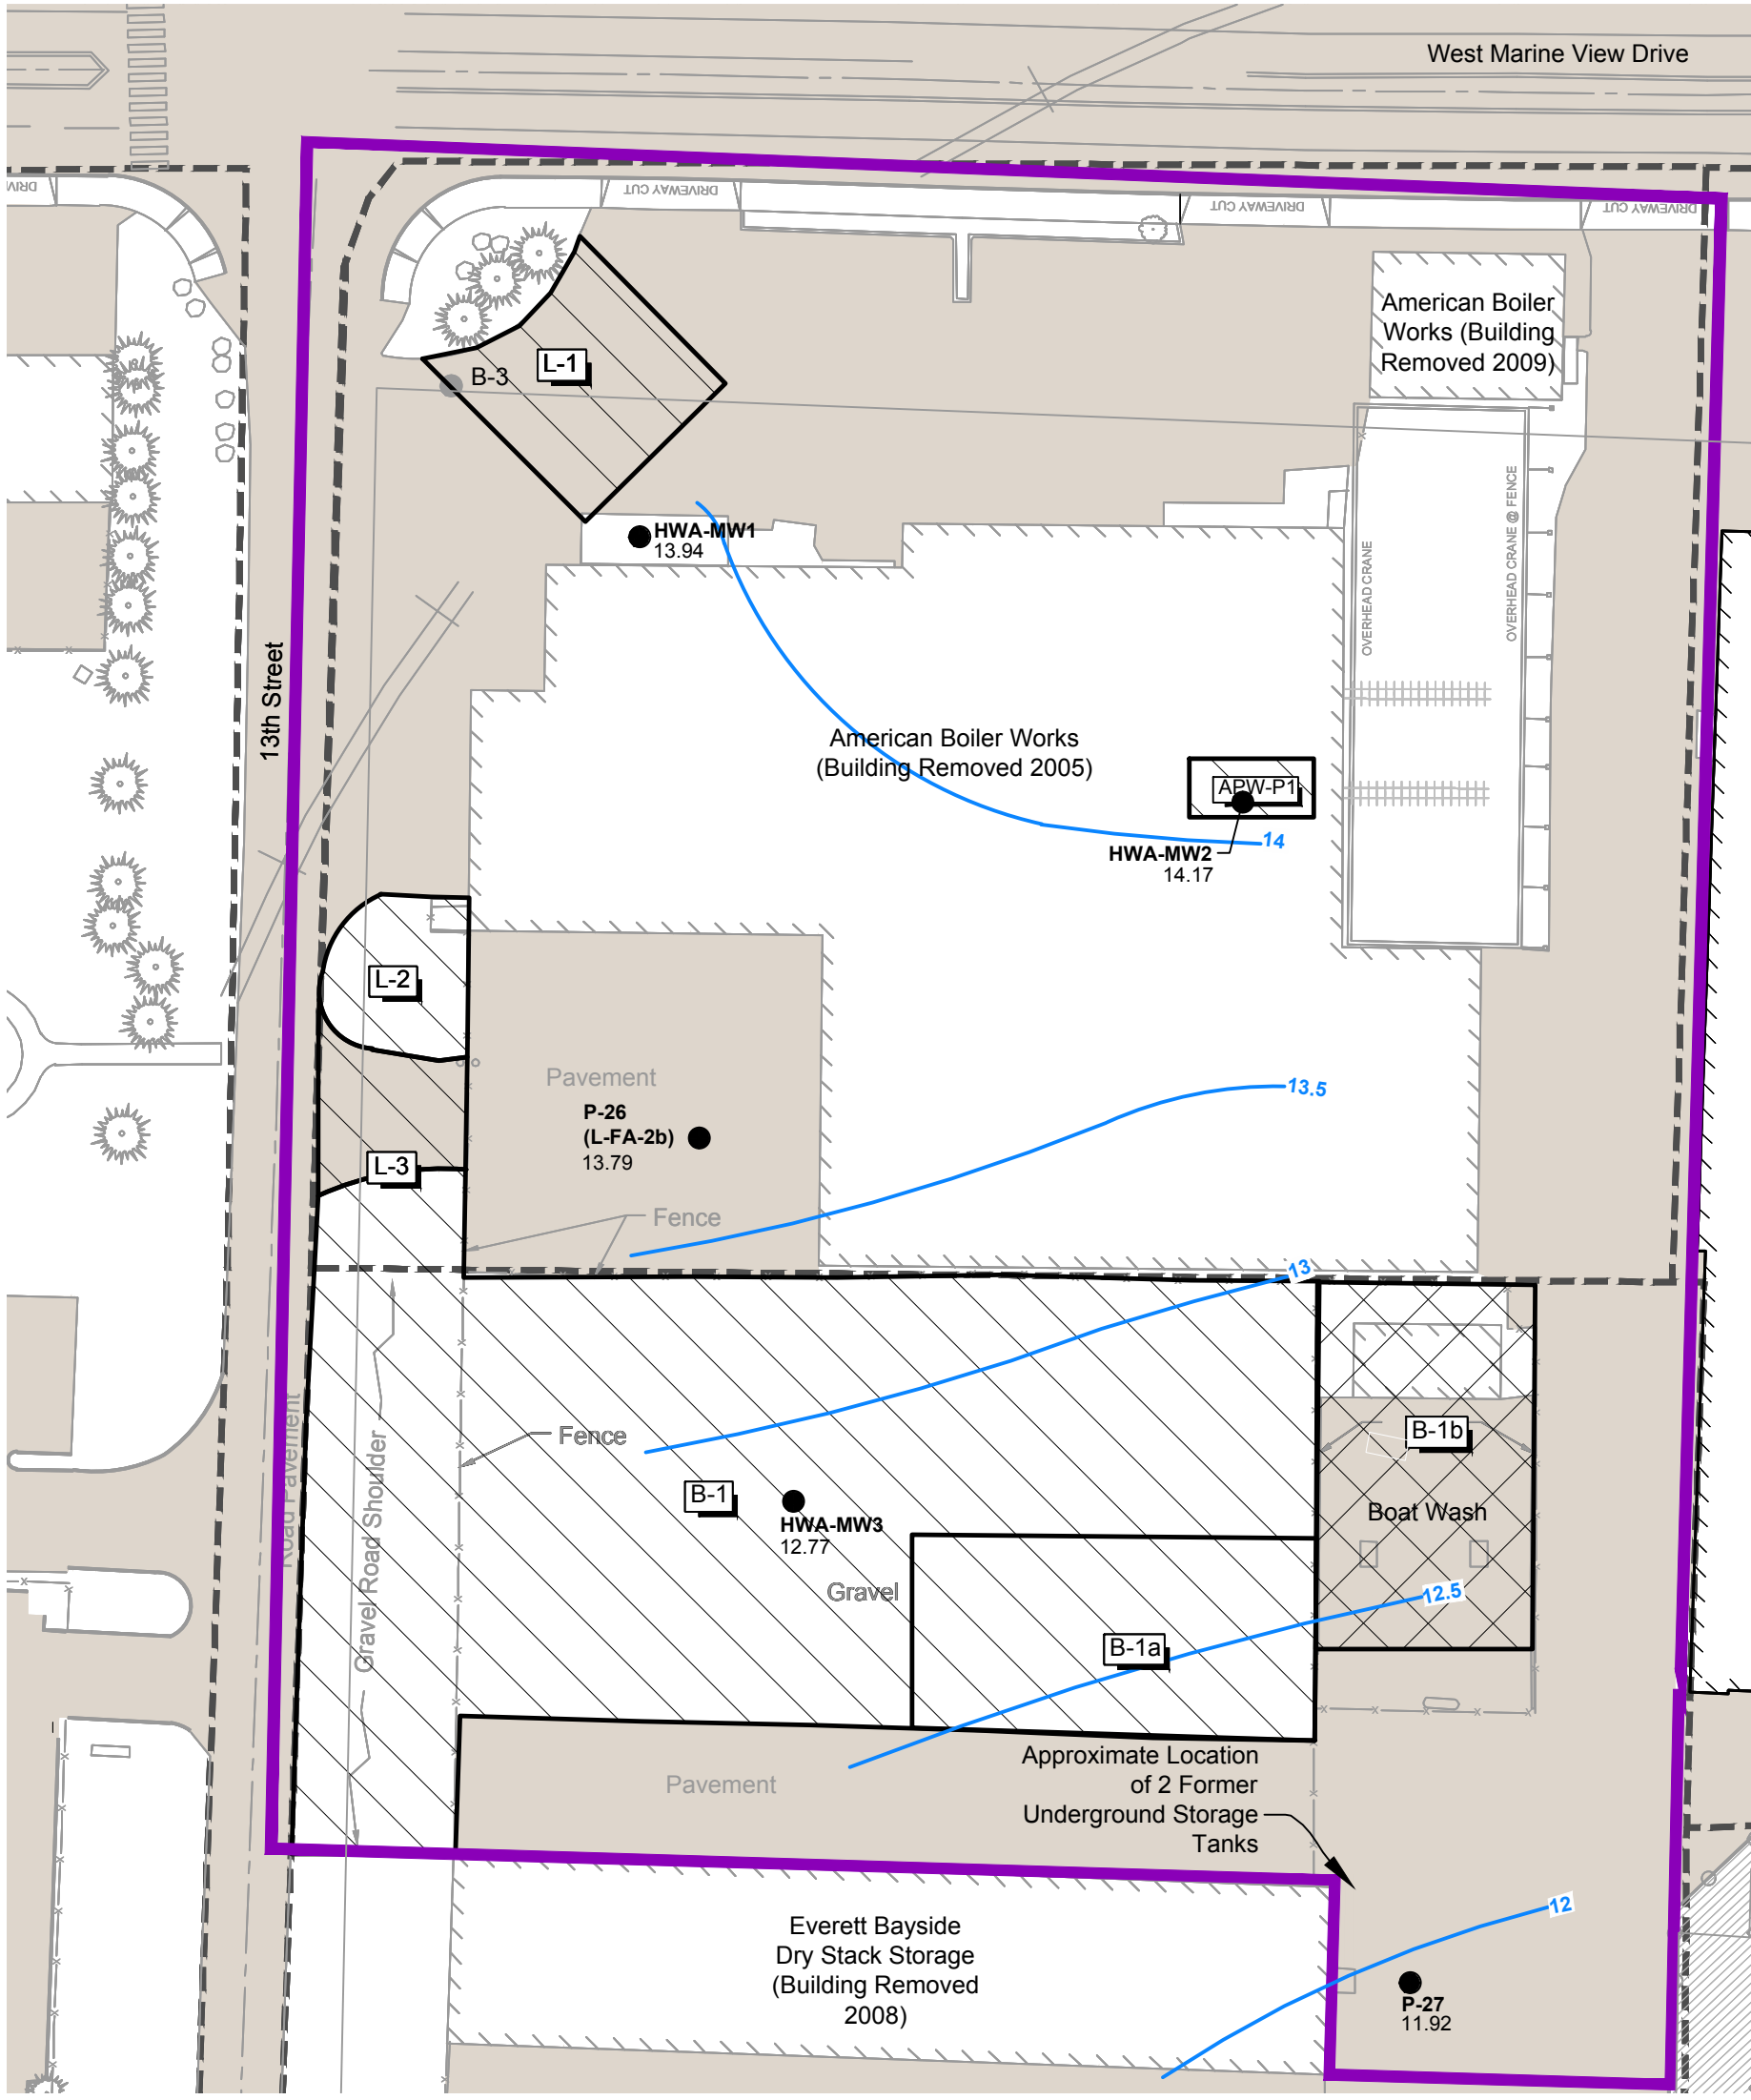 West Marine View Drive
DRIVE
DRIVEWAY CUT
DRIVEWAY CUT
DRIVEWAY CUT
American Boiler
Works (Building
Removed 2009)
L-1
B-3
HWA-MW1
13.94
OVERHEAD CRANE
OVERHEAD CRANE @ FENCE
13th Street
American Boiler Works
(Building Removed 2005)
APW-P1
14
HWA-MW2
14.17
L-2
Pavement
13.5
P-26
(L-FA-2b)
13.79
L-3
Fence
13
Road Pavement
Gravel Road Shoulder
Fence
B-1b
B-1
Boat Wash
HWA-MW3
12.77
Gravel
12.5
B-1a
Pavement
Approximate Location
of 2 Former
Underground Storage
Tanks
12
Everett Bayside
Dry Stack Storage
(Building Removed
2008)
P-27
11.92